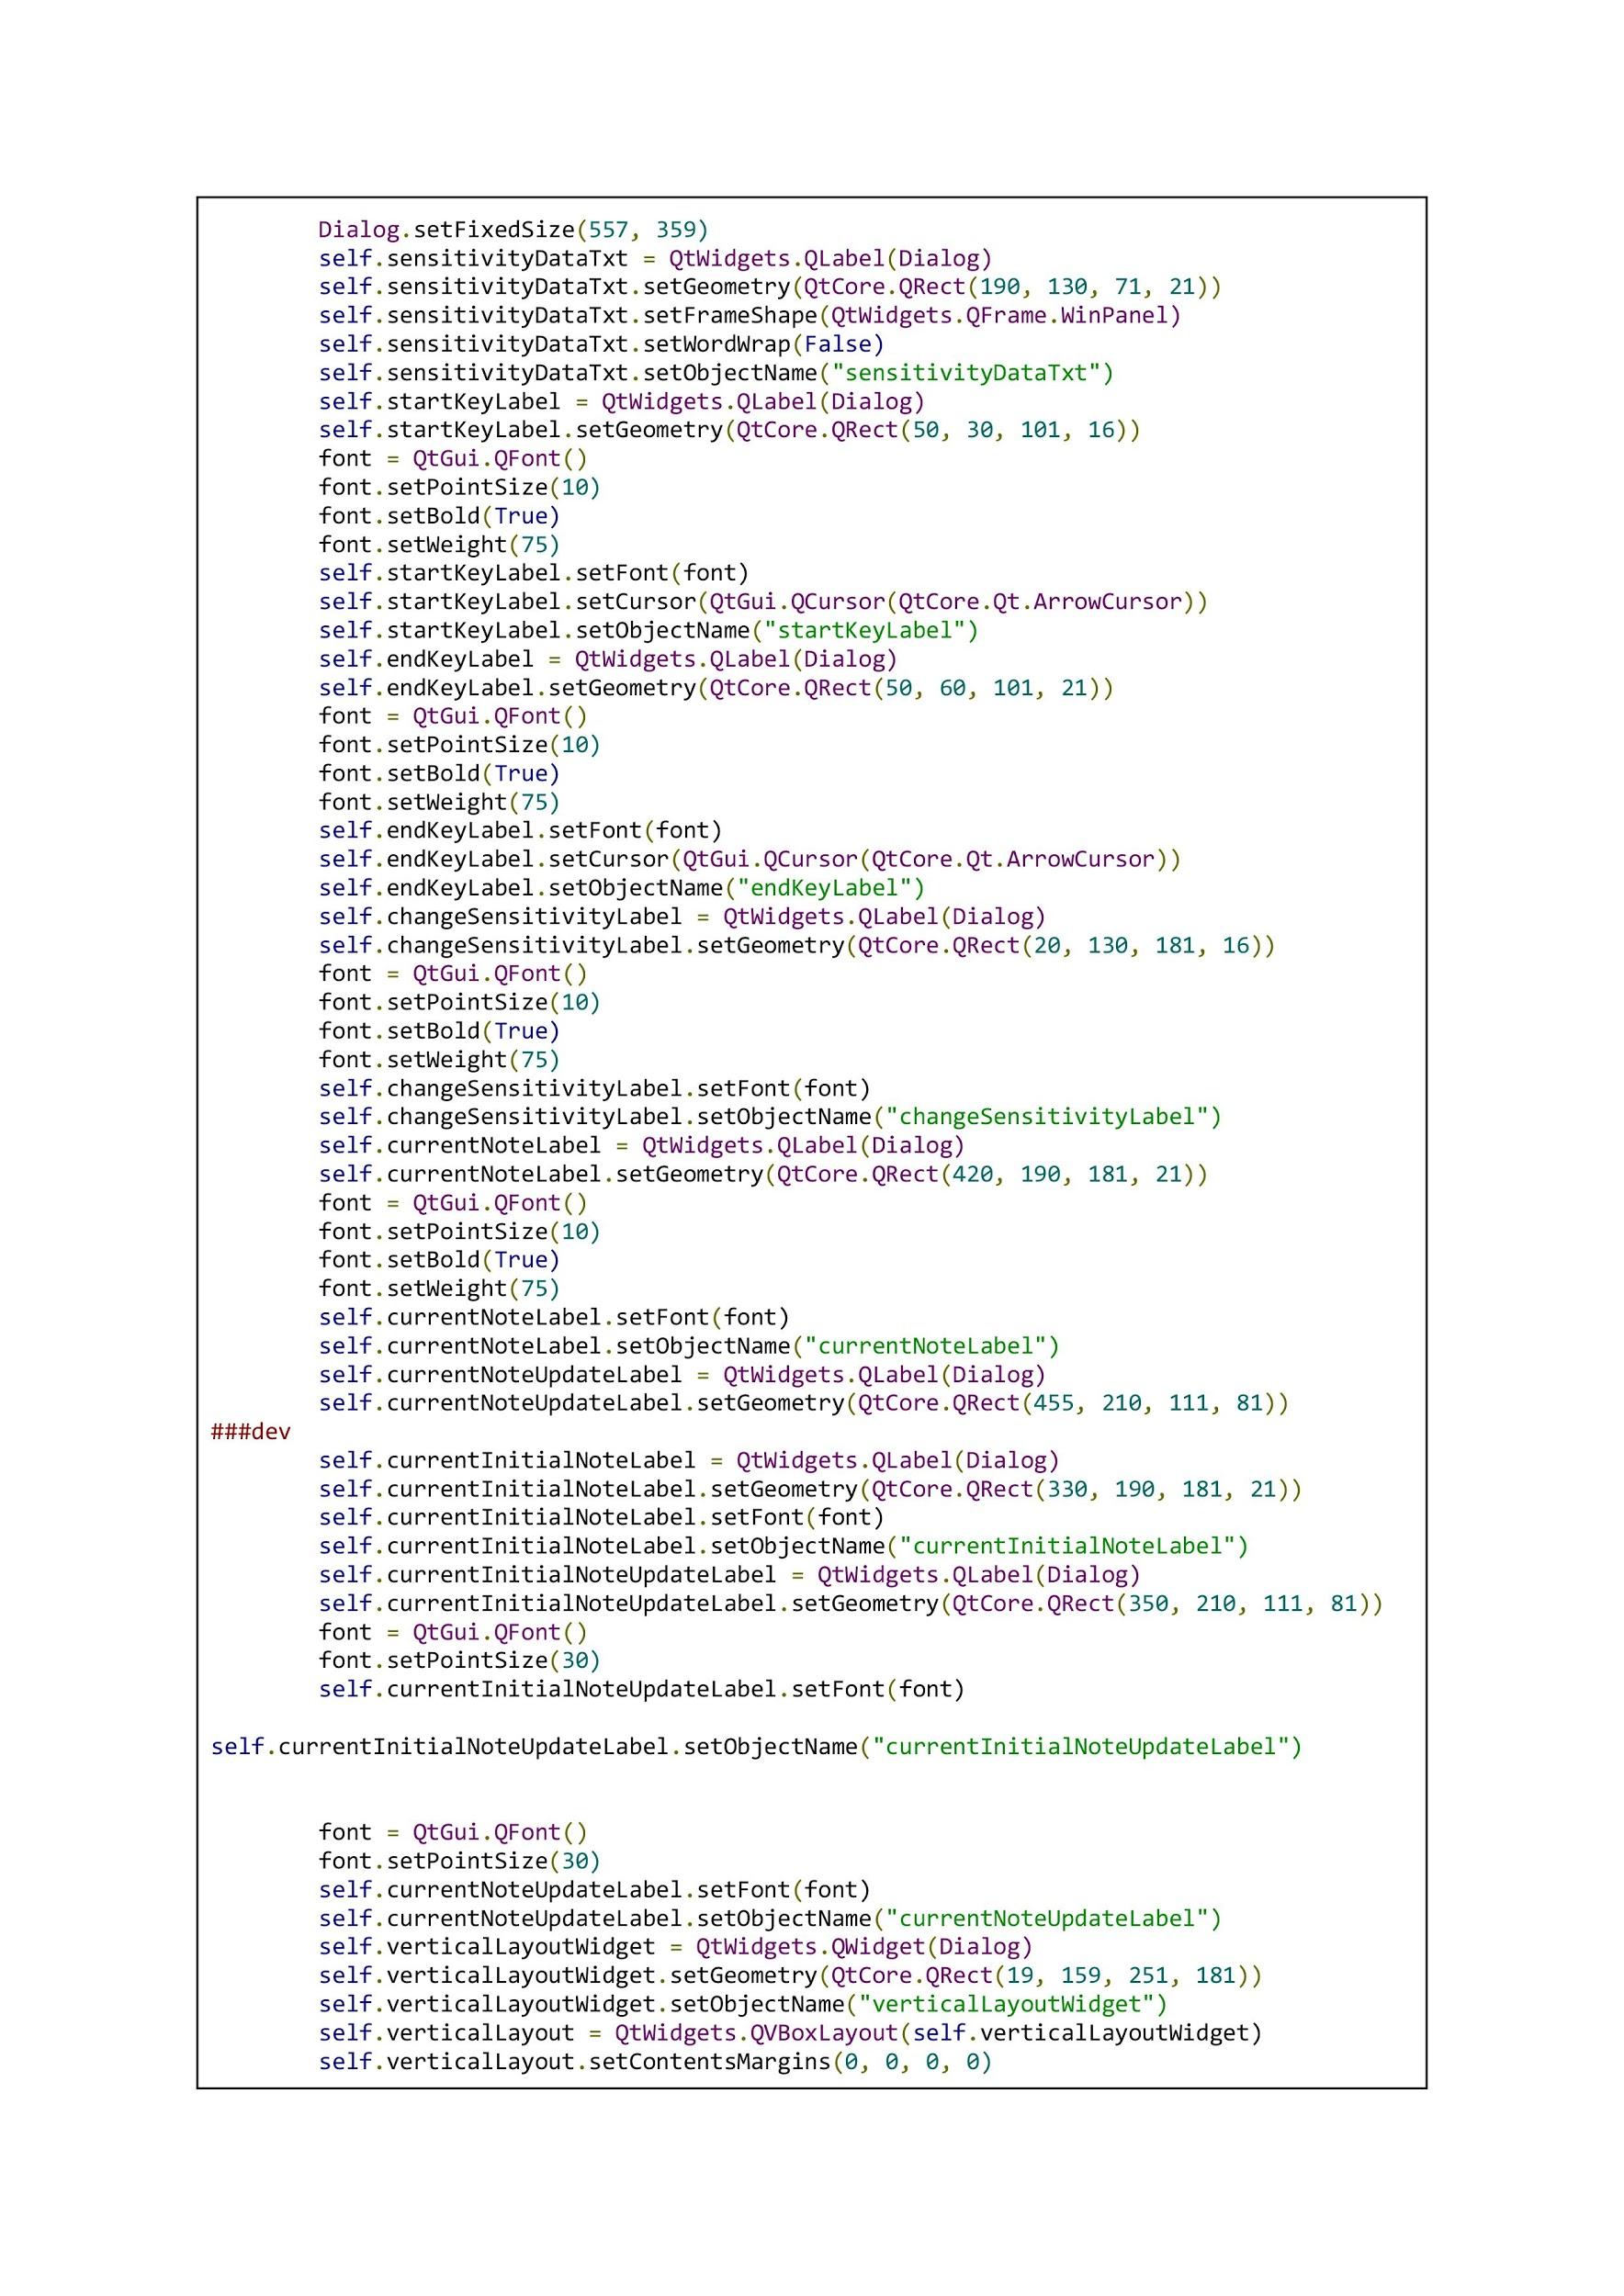 Dialog.setFixedSize(557, 359)
self.sensitivityDataTxt = QtWidgets.QLabel(Dialog)
self.sensitivityDataTxt.setGeometry(QtCore.QRect(190, 130, 71, 21))
self.sensitivityDataTxt.setFrameShape(QtWidgets.QFrame.WinPanel)
self.sensitivityDataTxt.setWordWrap(False)
self.sensitivityDataTxt.setObjectName("sensitivityDataTxt")
self.startKeyLabel = QtWidgets.QLabel(Dialog)
self.startKeyLabel.setGeometry(QtCore.QRect(50, 30, 101, 16))
font = QtGui.QFont()
font.setPointSize(10)
font.setBold(True)
font.setWeight(75)
self.startKeyLabel.setFont(font)
self.startKeyLabel.setCursor(QtGui.QCursor(QtCore.Qt.ArrowCursor))
self.startKeyLabel.setObjectName("startKeyLabel")
self.endKeyLabel = QtWidgets.QLabel(Dialog)
self.endKeyLabel.setGeometry(QtCore.QRect(50, 60, 101, 21))
font = QtGui.QFont()
font.setPointSize(10)
font.setBold(True)
font.setWeight(75)
self.endKeyLabel.setFont(font)
self.endKeyLabel.setCursor(QtGui.QCursor(QtCore.Qt.ArrowCursor))
self.endKeyLabel.setObjectName("endKeyLabel")
self.changeSensitivityLabel = QtWidgets.QLabel(Dialog)
self.changeSensitivityLabel.setGeometry(QtCore.QRect(20, 130, 181, 16))
font = QtGui.QFont()
font.setPointSize(10)
font.setBold(True)
font.setWeight(75)
self.changeSensitivityLabel.setFont(font)
self.changeSensitivityLabel.setObjectName("changeSensitivityLabel")
self.currentNoteLabel = QtWidgets.QLabel(Dialog)
self.currentNoteLabel.setGeometry(QtCore.QRect(420, 190, 181, 21))
font = QtGui.QFont()
font.setPointSize(10)
font.setBold(True)
font.setWeight(75)
self.currentNoteLabel.setFont(font)
self.currentNoteLabel.setObjectName("currentNoteLabel")
self.currentNoteUpdateLabel = QtWidgets.QLabel(Dialog)
self.currentNoteUpdateLabel.setGeometry(QtCore.QRect(455, 210, 111, 81))
###dev
self.currentInitialNoteLabel = QtWidgets.QLabel(Dialog)
self.currentInitialNoteLabel.setGeometry(QtCore.QRect(330, 190, 181, 21))
self.currentInitialNoteLabel.setFont(font)
self.currentInitialNoteLabel.setObjectName("currentInitialNoteLabel")
self.currentInitialNoteUpdateLabel = QtWidgets.QLabel(Dialog)
self.currentInitialNoteUpdateLabel.setGeometry(QtCore.QRect(350, 210, 111, 81))
font = QtGui.QFont()
font.setPointSize(30)
self.currentInitialNoteUpdateLabel.setFont(font)
self.currentInitialNoteUpdateLabel.setObjectName("currentInitialNoteUpdateLabel")
font = QtGui.QFont()
font.setPointSize(30)
self.currentNoteUpdateLabel.setFont(font)
self.currentNoteUpdateLabel.setObjectName("currentNoteUpdateLabel")
self.verticalLayoutWidget = QtWidgets.QWidget(Dialog)
self.verticalLayoutWidget.setGeometry(QtCore.QRect(19, 159, 251, 181))
self.verticalLayoutWidget.setObjectName("verticalLayoutWidget")
self.verticalLayout = QtWidgets.QVBoxLayout(self.verticalLayoutWidget)
self.verticalLayout.setContentsMargins(0, 0, 0, 0)